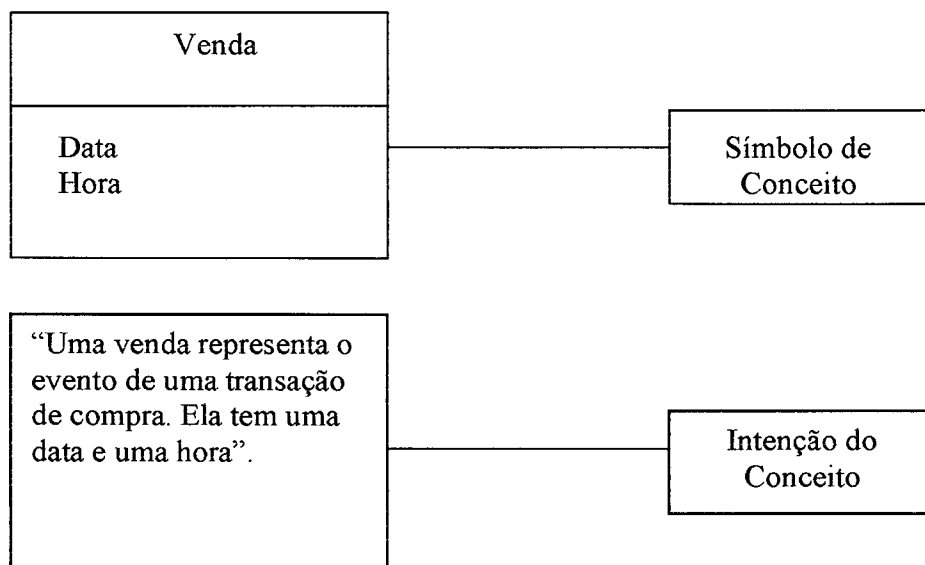 Venda
Data
Hora
Símbolo de
Conceito
“Uma venda representa o
evento de uma transação
de compra. Ela tem uma
data e uma hora”.
Intenção do
Conceito